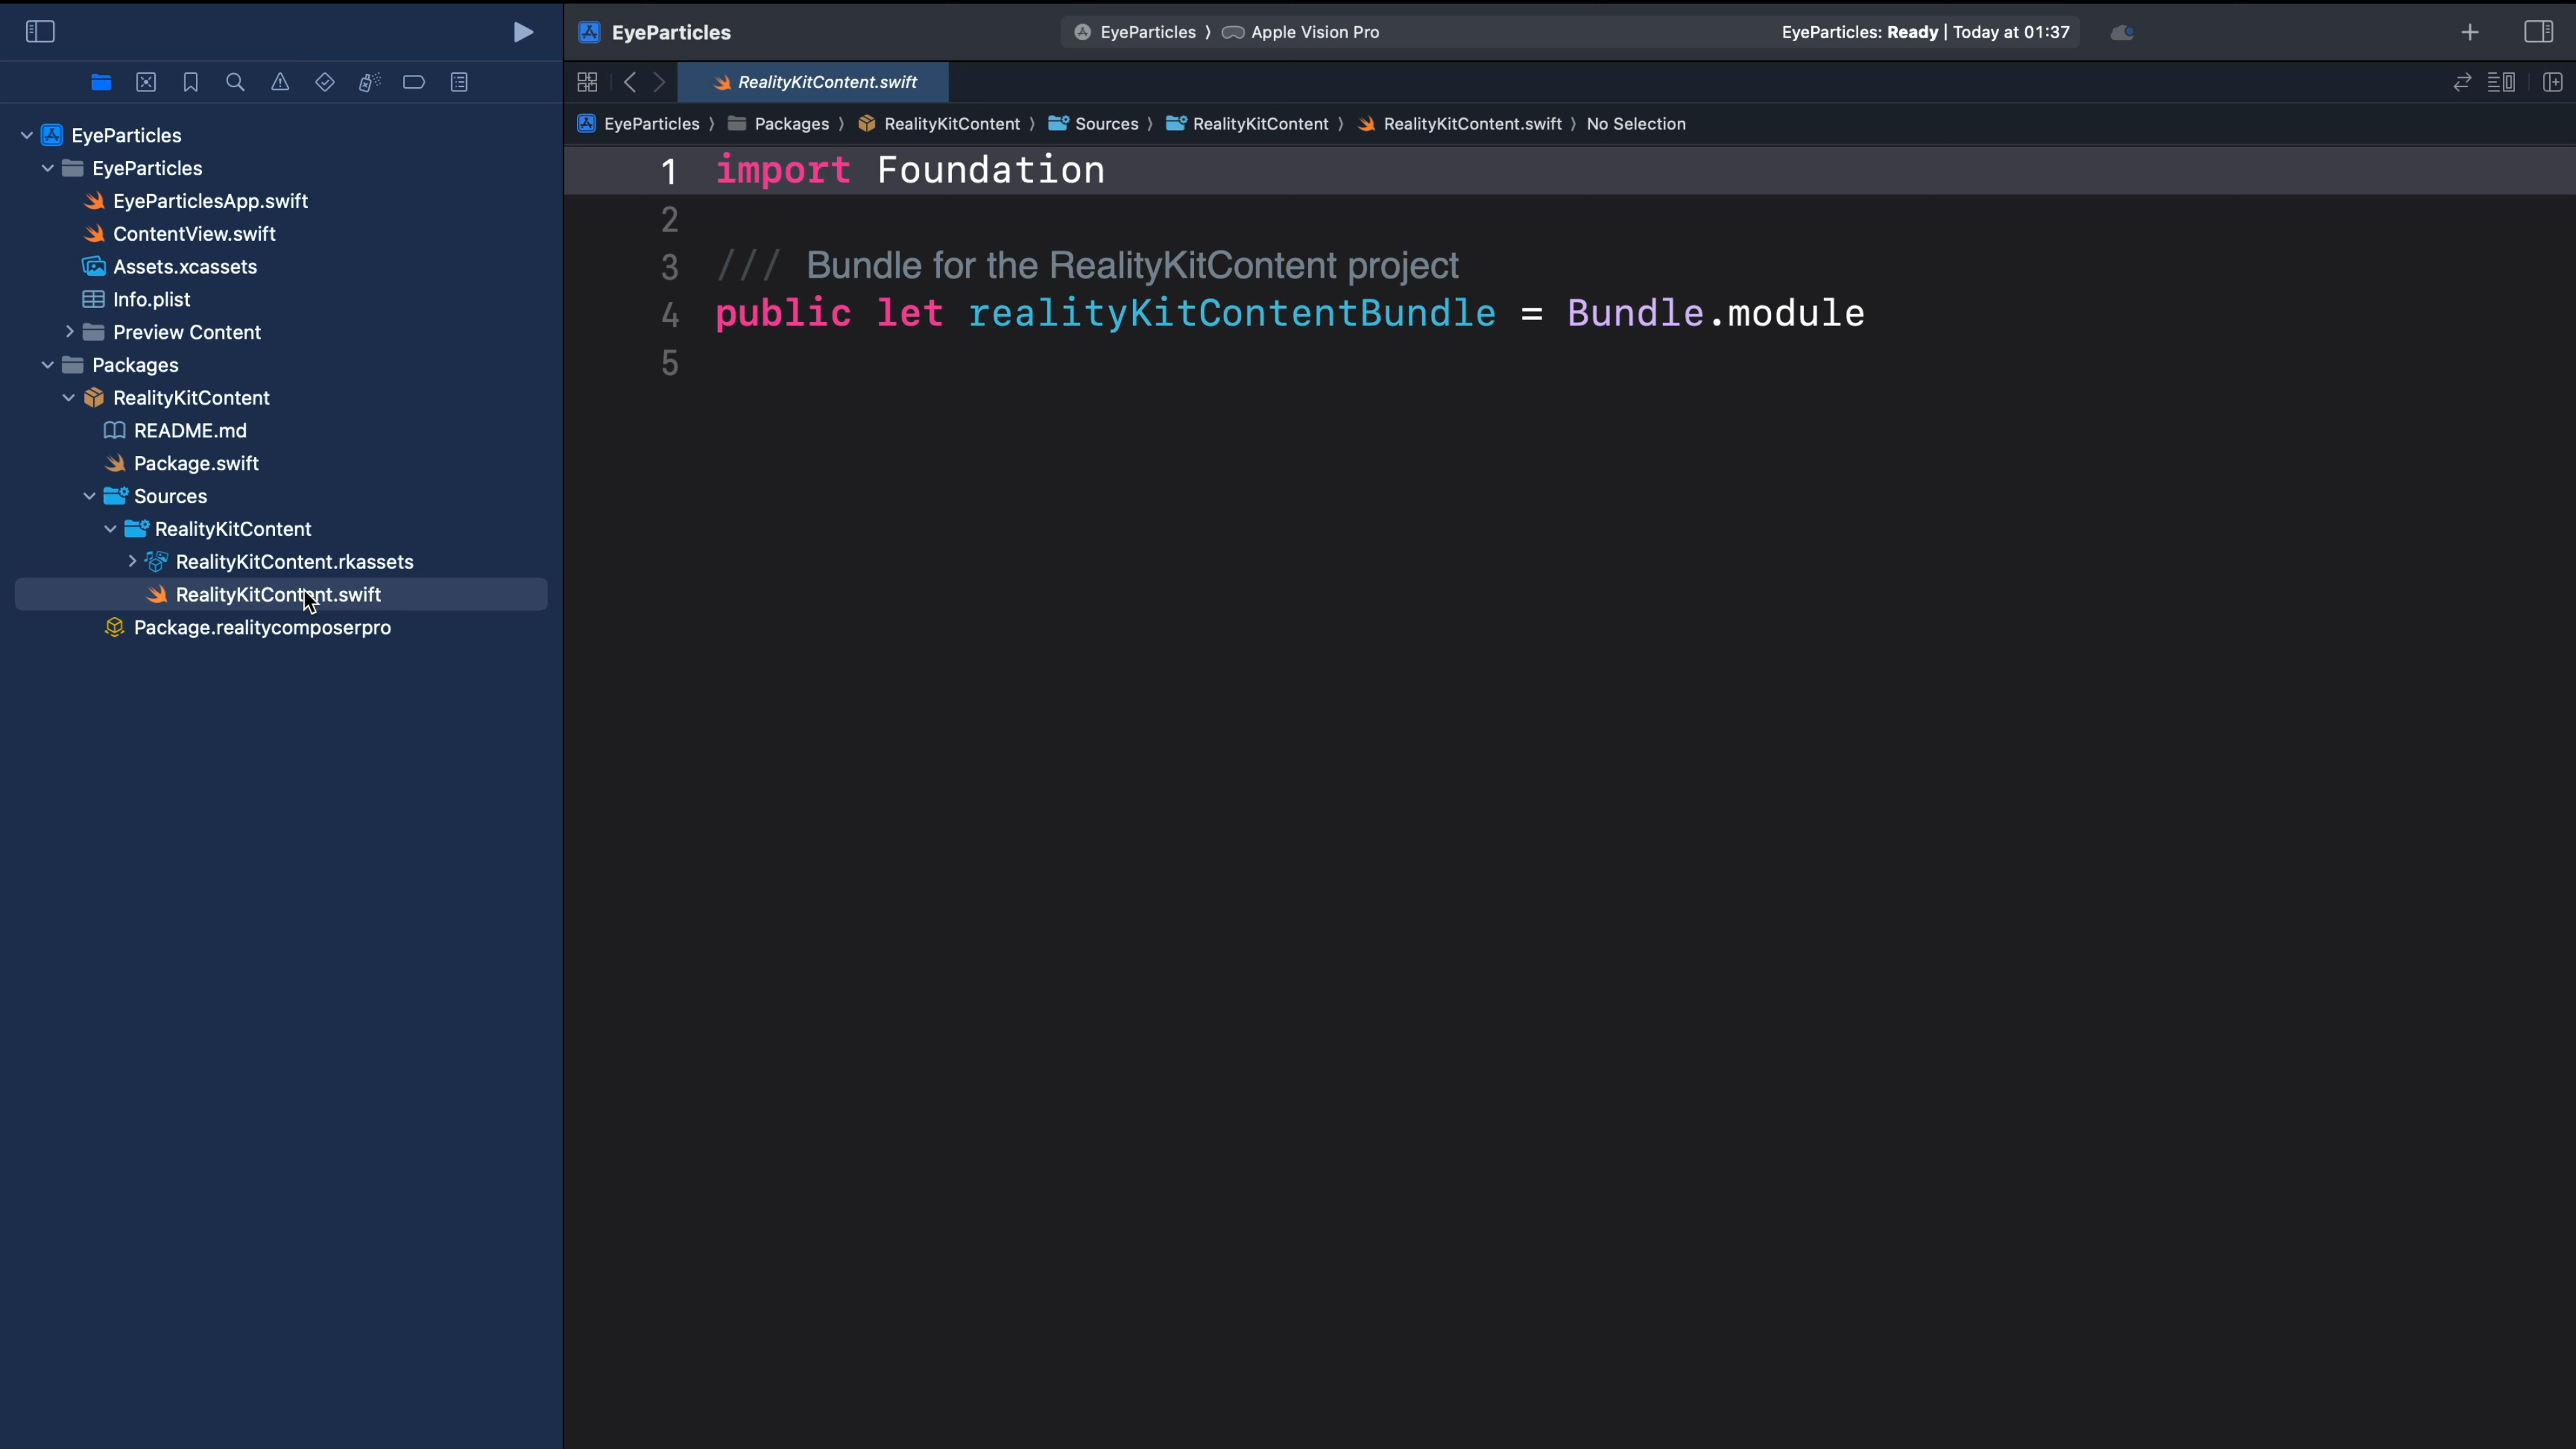 EyeParticles
EyeParticles 〉 Apple Vision Pro
EyeParticles: Ready | Today at 01:37
RealityKitContent.swift
EyeParticles 〉 Packages 〉 RealityKitContent 〉 Sources 〉 RealityKitContent 〉 RealityKitContent.swift 〉 No Selection
EyeParticles
EyeParticles
EyeParticlesApp.swift
ContentView.swift
Assets.xcassets
Info.plist
Preview Content
Packages
RealityKitContent
README.md
Package.swift
Sources
RealityKitContent
RealityKitContent.rkassets
RealityKitContent.swift
Package.realitycomposerpro
1 import Foundation
2
3 /// Bundle for the RealityKitContent project
4 public let realityKitContentBundle = Bundle.module
5